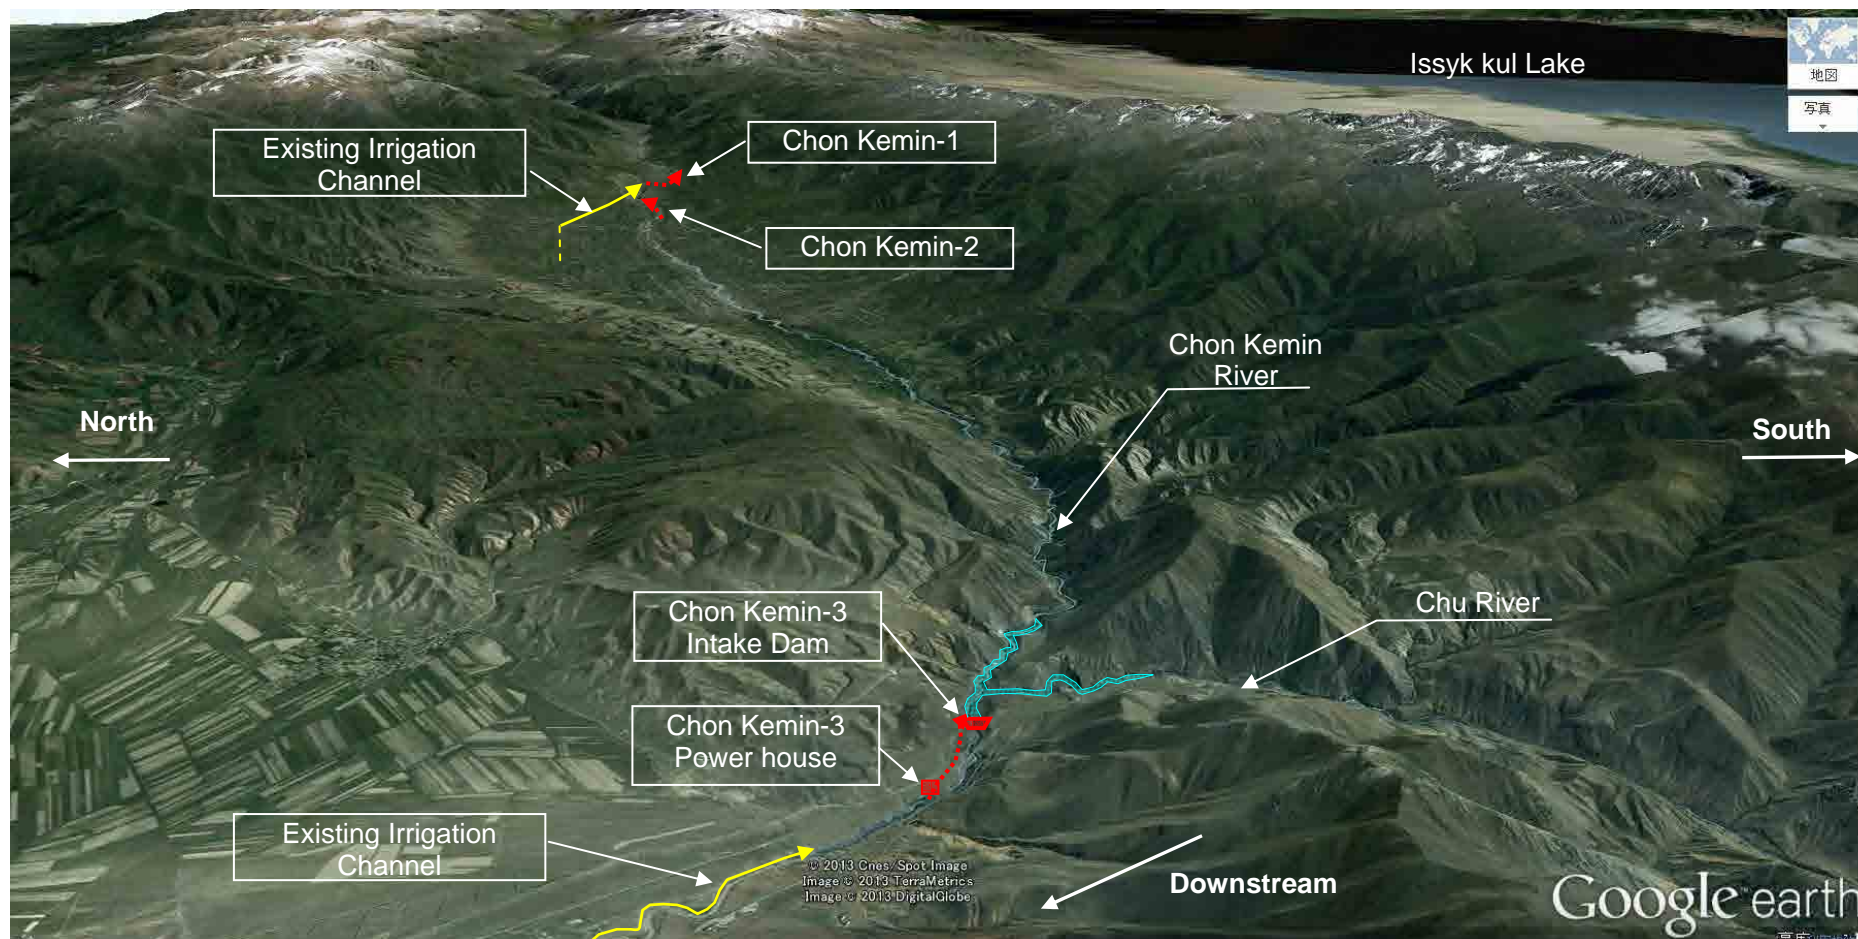 Issyk kul Lake
地図
写真
Existing Irrigation
Channel
Chon Kemin-1
Chon Kemin-2
Chon Kemin
River
North
South
Chon Kemin-3
Intake Dam
Chu River
Chon Kemin-3
Power house
Existing Irrigation
Channel
© 2013 Cnes/Spot Image
Image © 2013 TerraMetrics
Image © 2013 DigitalGlobe
Downstream
Google earth